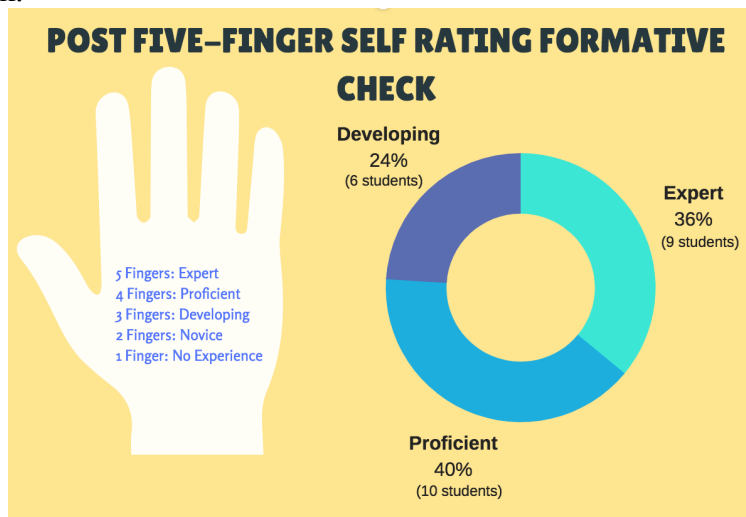 POST FIVE–FINGER SELF RATING FORMATIVE
CHECK
Developing
24%
(6 students)
Expert
36%
(9 students)
5 Fingers: Expert
4 Fingers: Proficient
3 Fingers: Developing
2 Fingers: Novice
1 Finger: No Experience
Proficient
40%
(10 students)